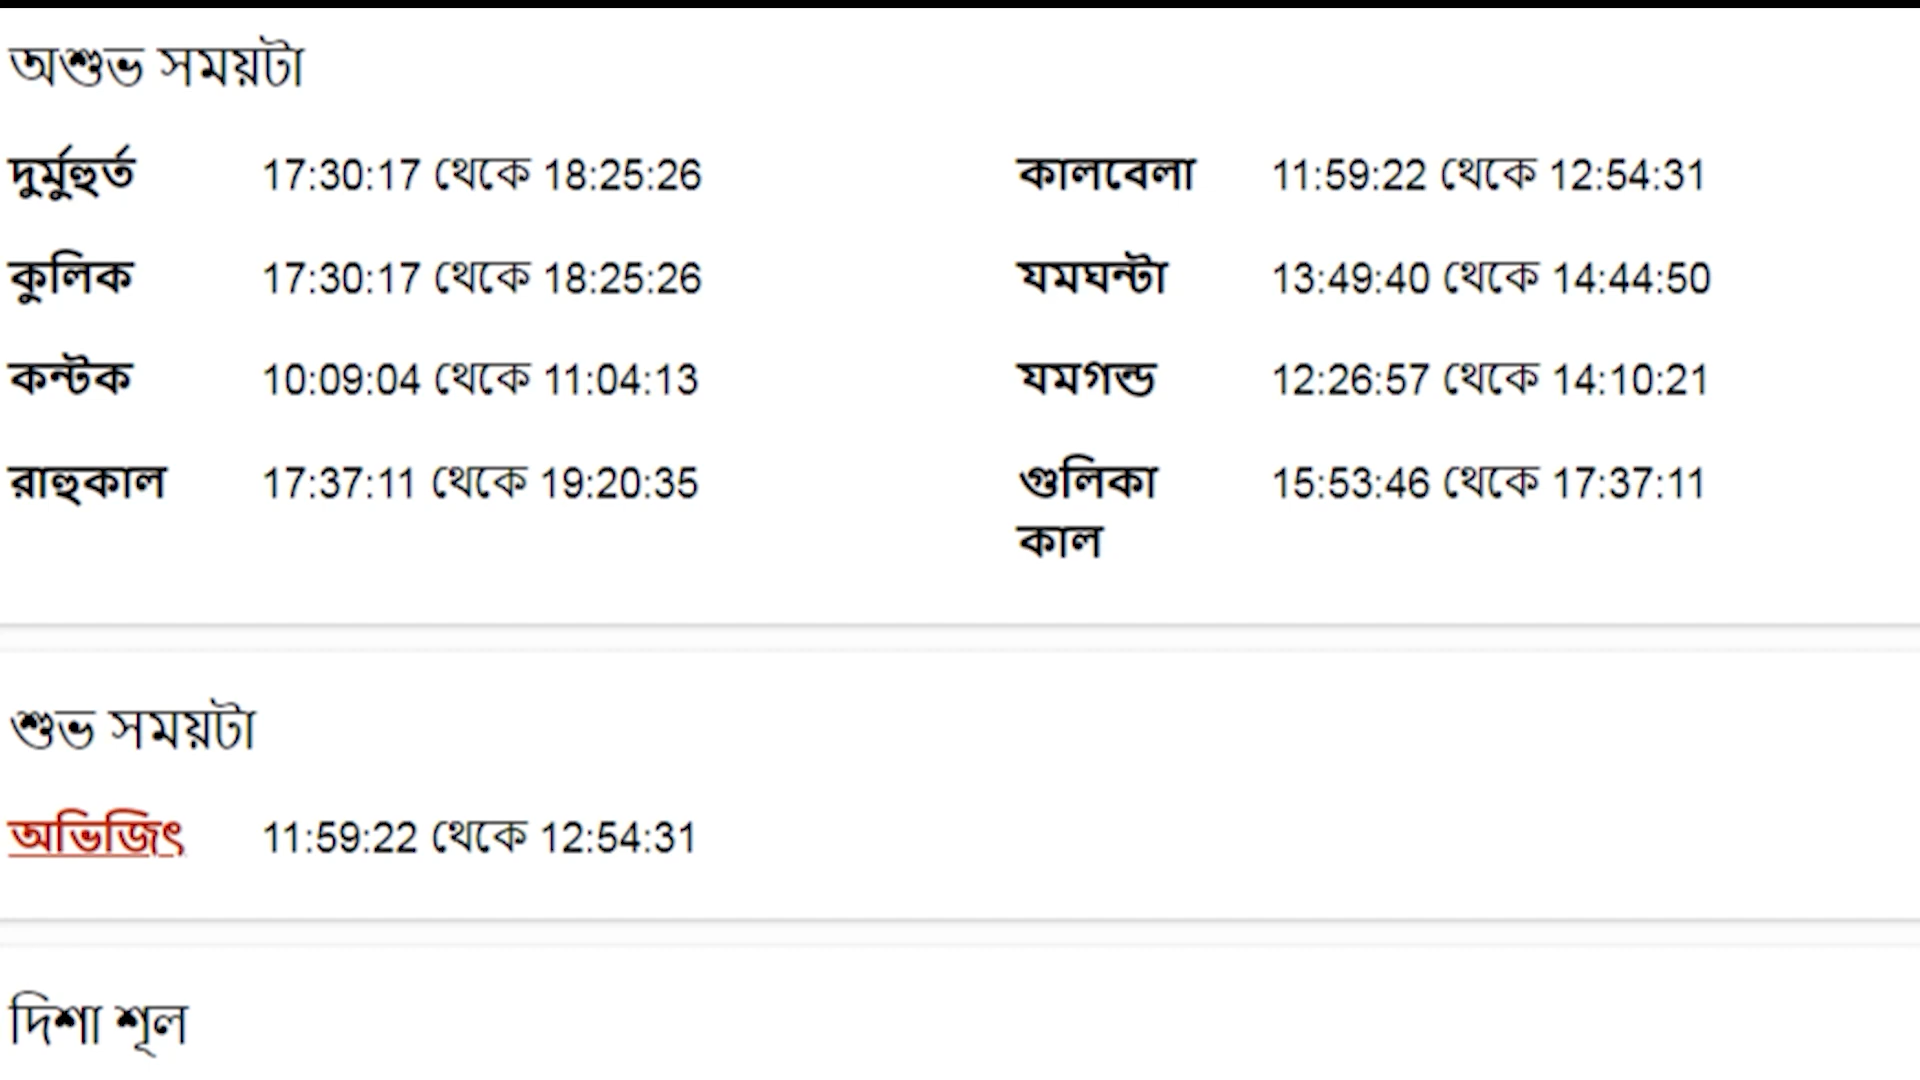 অশুভ সময়টা
দুর্মুহুর্ত 17:30:17 থেকে 18:25:26 কালবেলা 11:59:22 থেকে 12:54:31
কুলিক 17:30:17 থেকে 18:25:26 যমঘন্টা 13:49:40 থেকে 14:44:50
কন্টক 10:09:04 থেকে 11:04:13 যমগন্ড 12:26:57 থেকে 14:10:21
রাহুকাল 17:37:11 থেকে 19:20:35 গুলিকা 15:53:46 থেকে 17:37:11
কাল
শুভ সময়টা
অভিজিৎ 11:59:22 থেকে 12:54:31
দিশা শূল